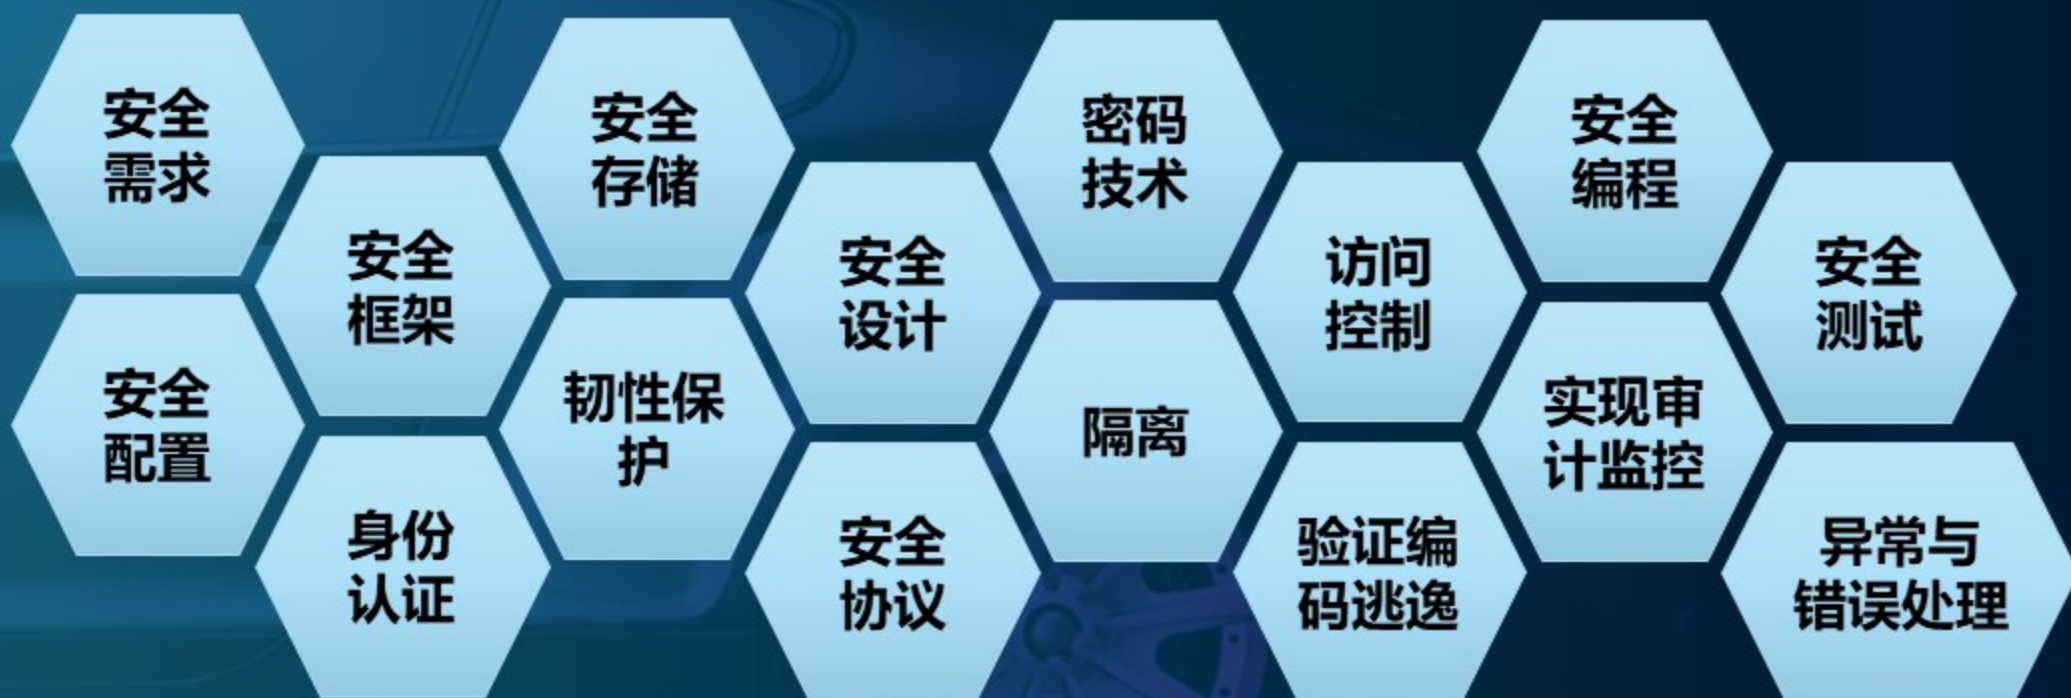 安全
需求
安全
存储
密码
技术
安全
编程
安全
框架
安全
设计
访问
控制
安全
测试
安全
配置
韧性保
护
隔离
实现审
计监控
身份
认证
安全
协议
验证编
码逃逸
异常与
错误处理